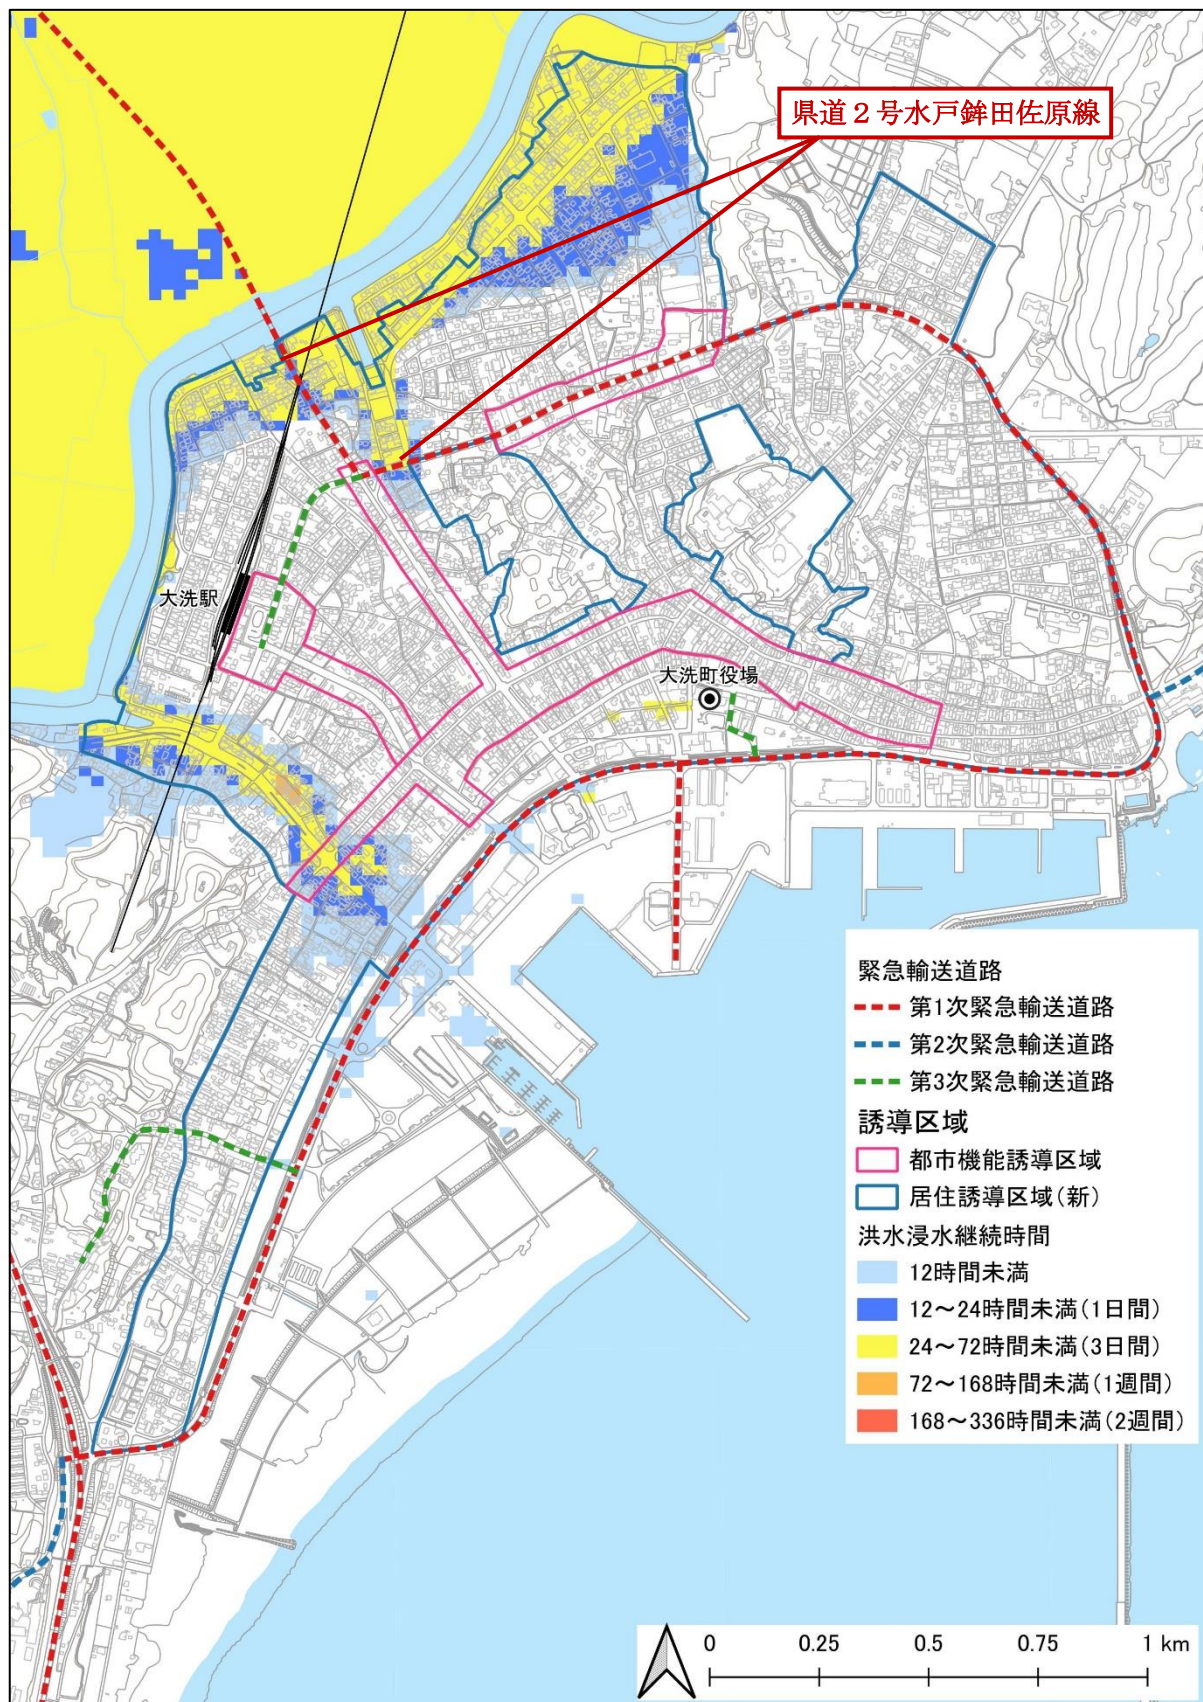 県道２号水戸鉾田佐原線
大洗駅
大洗町役場
緊急輸送道路
第1次緊急輸送道路
第2次緊急輸送道路
第3次緊急輸送道路
誘導区域
都市機能誘導区域
居住誘導区域(新)
洪水浸水継続時間
12時間未満
12～24時間未満(1日間)
24～72時間未満(3日間)
72～168時間未満(1週間)
168～336時間未満(2週間)
0 0.25 0.5 0.75 1 km